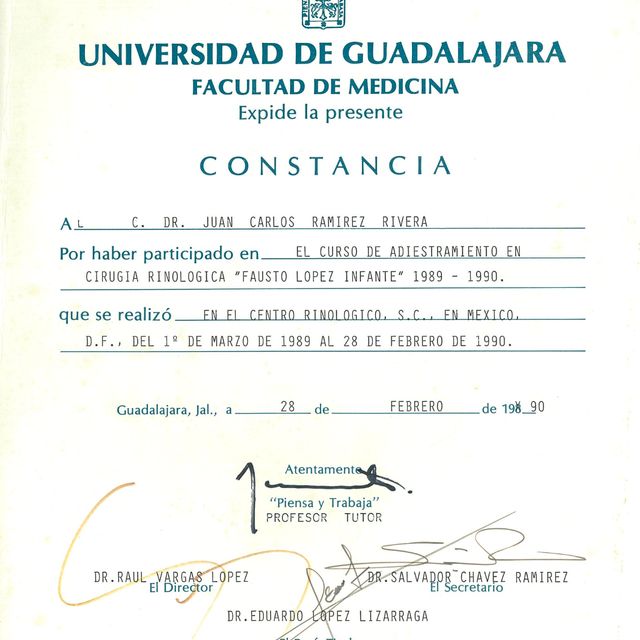 UNIVERSIDAD DE GUADALAJARA
FACULTAD DE MEDICINA
Expide la presente
CONSTANCIA
AL C. DR. JUAN CARLOS RAMIREZ RIVERA
Por haber participado en EL CURSO DE ADIESTRAMIENTO EN
CIRUGIA RINOLOGICA "FAUSTO LOPEZ INFANTE" 1989 - 1990.
que se realizó EN EL CENTRO RINOLOGICO, S.C., EN MEXICO,
D.F., DEL 1º DE MARZO DE 1989 AL 28 DE FEBRERO DE 1990.
Guadalajara, Jal., a 28 de FEBRERO de 198 90
Atentamente
"Piensa y Trabaja"
PROFESOR TUTOR
DR.RAUL VARGAS LOPEZ DR.SALVADOR CHAVEZ RAMIREZ
El Director El Secretario
DR.EDUARDO LOPEZ LIZARRAGA